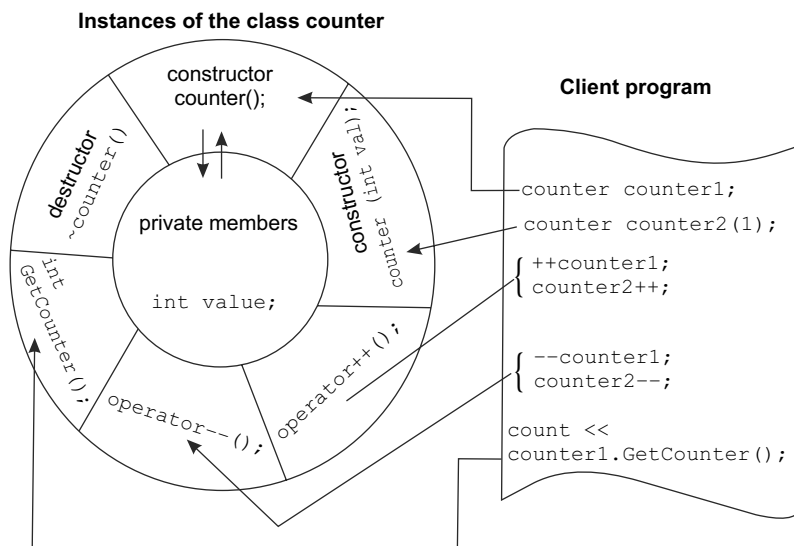 Instances of the class counter
constructor
counter();
constructor
counter (int val);
destructor
~counter()
private members
int value;
int
GetCounter();
operator--();
operator++();
Client program
counter counter1;
counter counter2(1);
++counter1;
counter2++;
--counter1;
counter2--;
count <<
counter1.GetCounter();